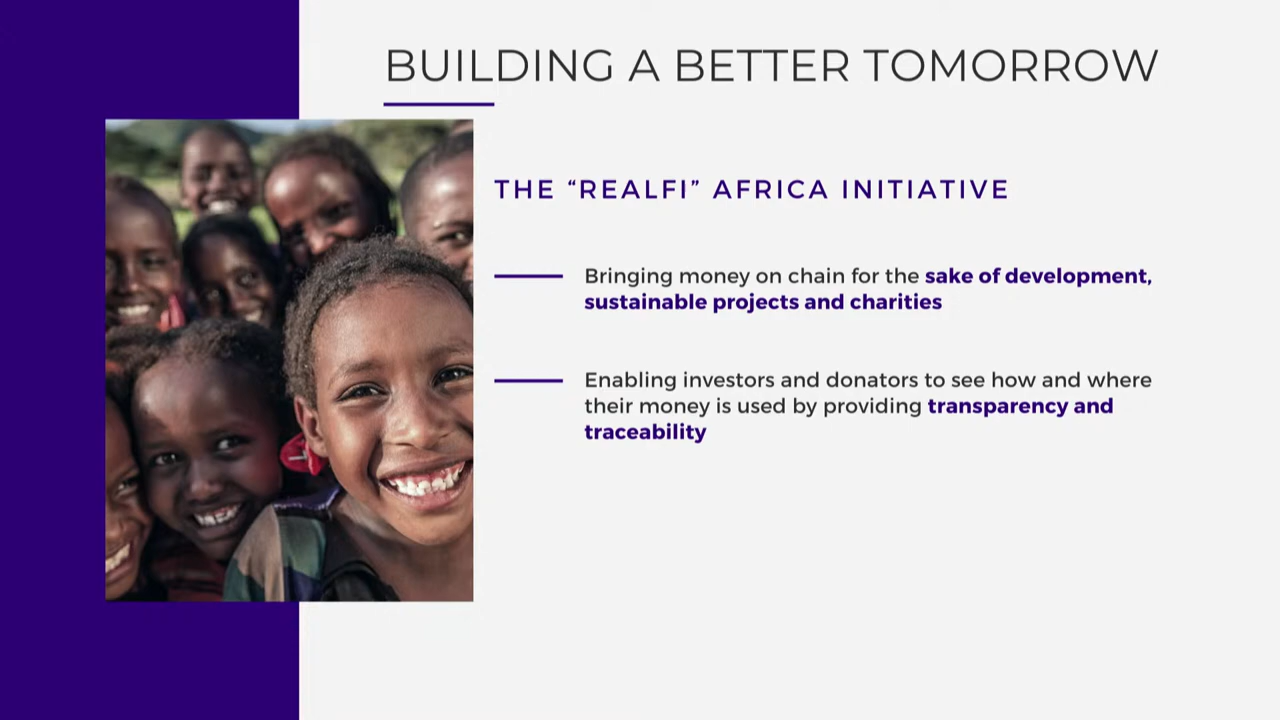 BUILDING A BETTER TOMORROW
THE “REALFI” AFRICA INITIATIVE
Bringing money on chain for the sake of development,
sustainable projects and charities
Enabling investors and donators to see how and where
their money is used by providing transparency and
traceability